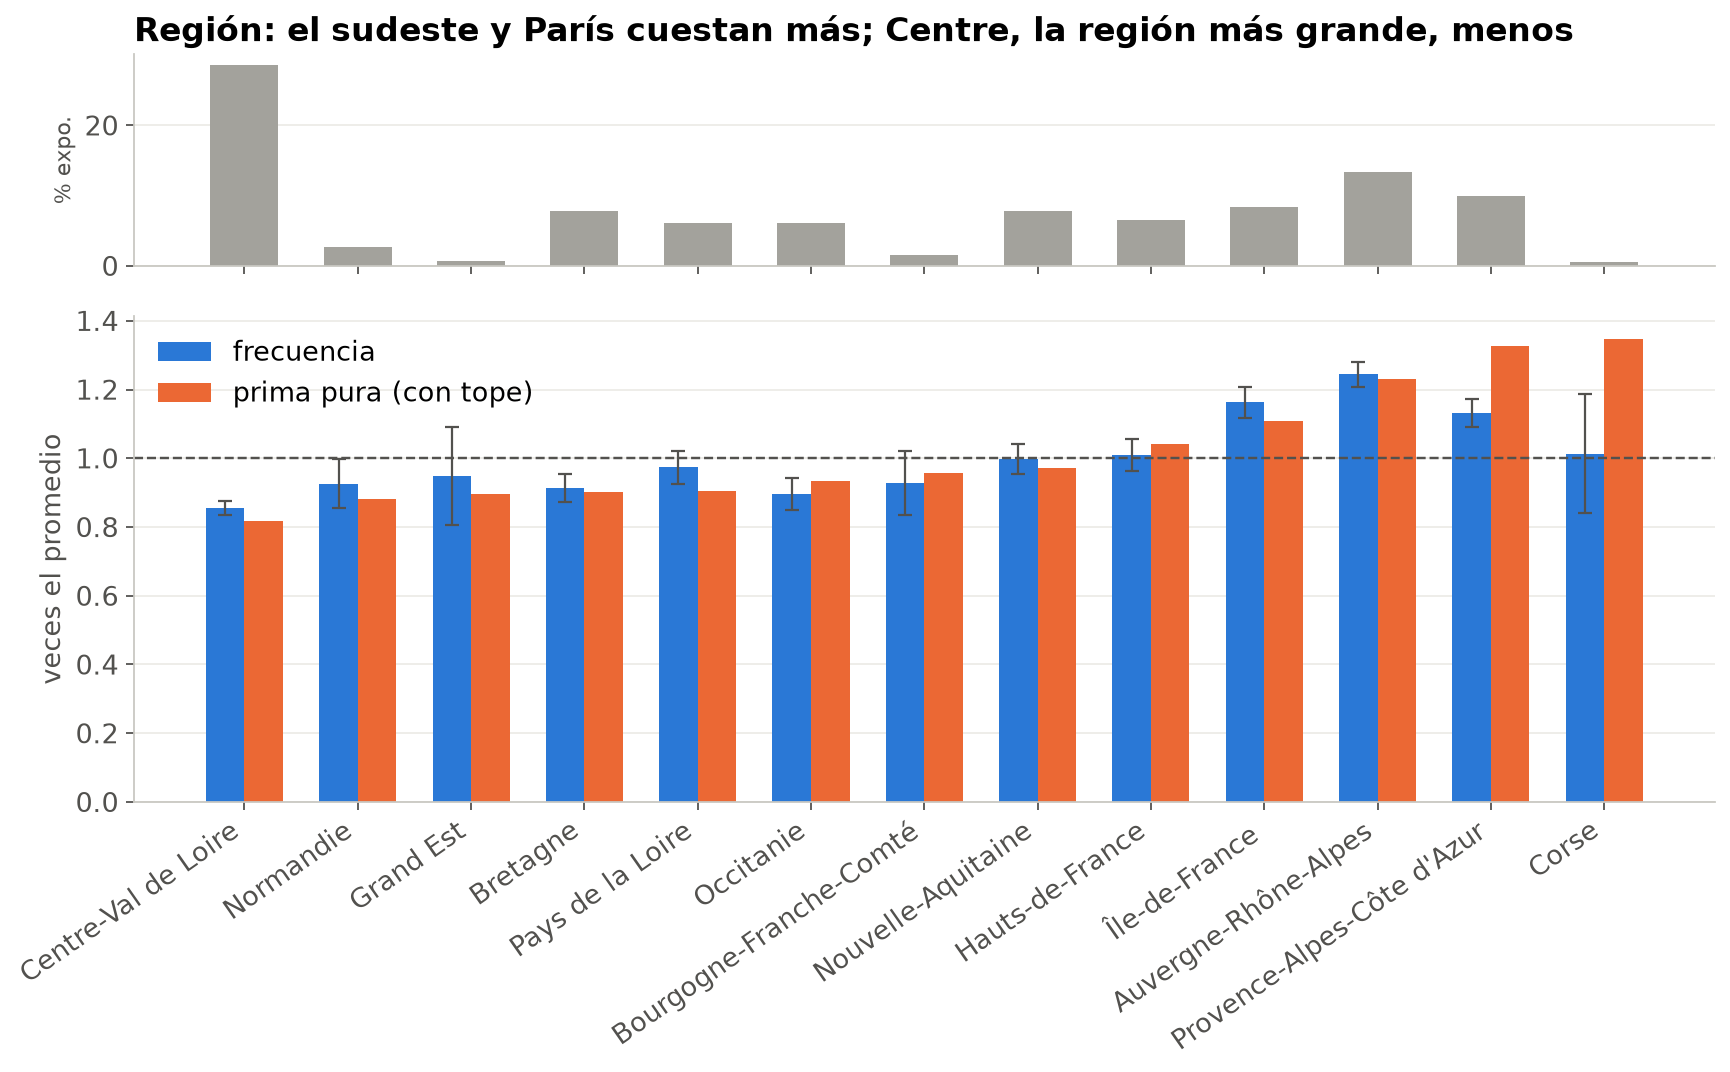 Región: el sudeste y París cuestan más; Centre, la región más grande, menos
% expo.
20
0
frecuencia
prima pura (con tope)
veces el promedio
1.4
1.2
1.0
0.8
0.6
0.4
0.2
0.0
Centre-Val de Loire
Normandie
Grand Est
Bretagne
Pays de la Loire
Occitanie
Bourgogne-Franche-Comté
Nouvelle-Aquitaine
Hauts-de-France
Île-de-France
Auvergne-Rhône-Alpes
Provence-Alpes-Côte d'Azur
Corse